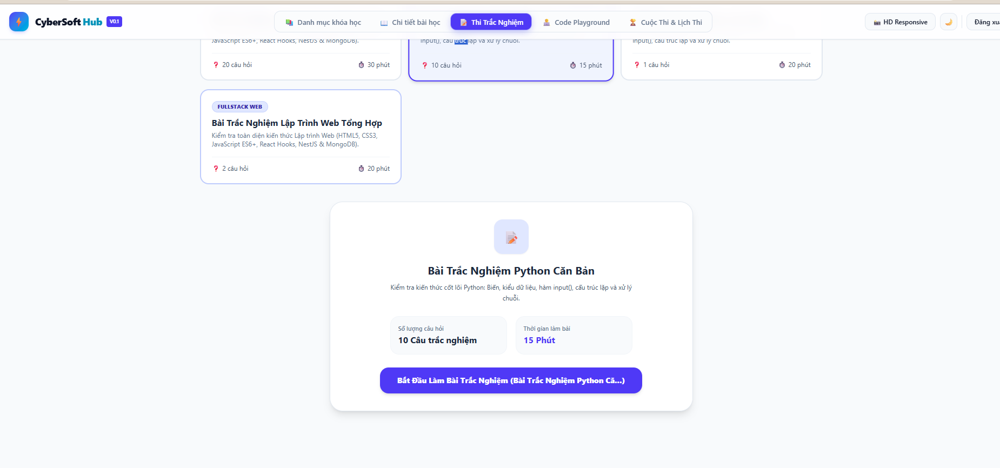 CyberSoft Hub V0.1
Danh mục khóa học
Chi tiết bài học
Thi Trắc Nghiệm
Code Playground
Cuộc Thi & Lịch Thi
HD Responsive
Đăng xu
JavaScript ES6+, React Hooks, NestJS & MongoDB).
20 câu hỏi
30 phút
input(), cấu trúc lặp và xử lý chuỗi.
10 câu hỏi
15 phút
input(), cấu trúc lặp và xử lý chuỗi.
1 câu hỏi
20 phút
FULLSTACK WEB
Bài Trắc Nghiệm Lập Trình Web Tổng Hợp
Kiểm tra toàn diện kiến thức Lập trình Web (HTML5, CSS3,
JavaScript ES6+, React Hooks, NestJS & MongoDB).
2 câu hỏi
20 phút
Bài Trắc Nghiệm Python Căn Bản
Kiểm tra kiến thức cốt lõi Python: Biến, kiểu dữ liệu, hàm input(), cấu trúc lặp và xử lý
chuỗi.
Số lượng câu hỏi
10 Câu trắc nghiệm
Thời gian làm bài
15 Phút
Bắt Đầu Làm Bài Trắc Nghiệm (Bài Trắc Nghiệm Python Că...)